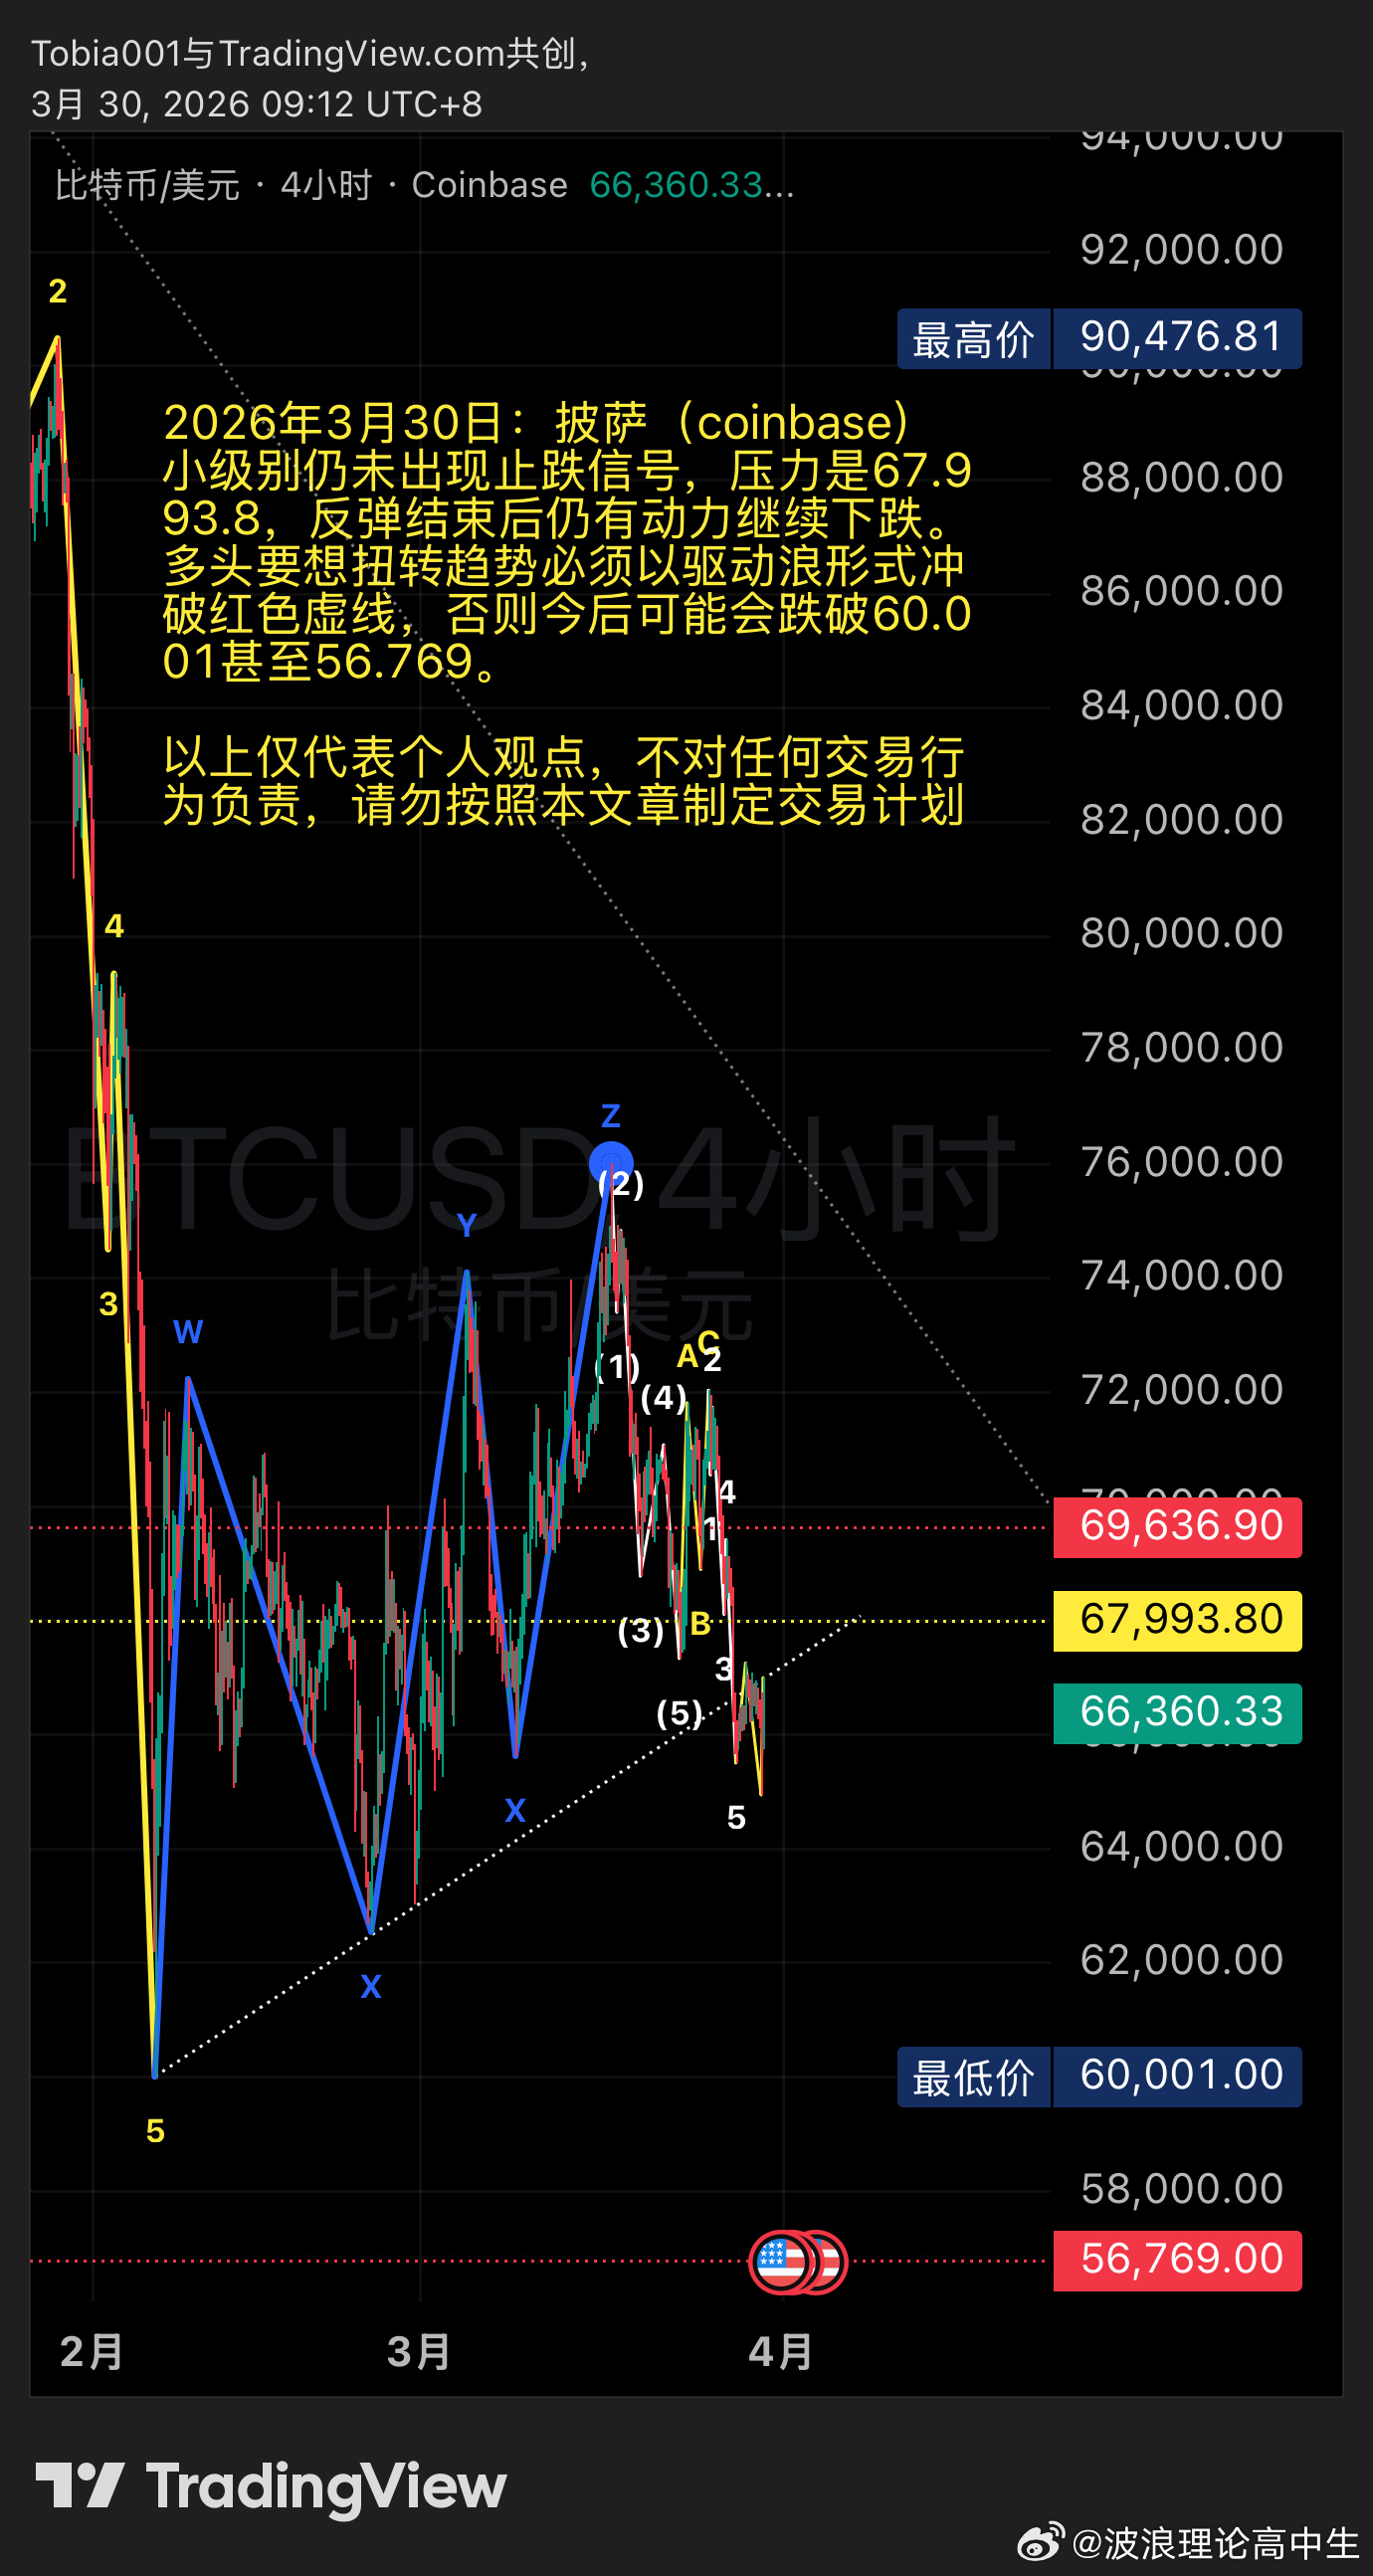 Tobia001与TradingView.com共创，
3月 30, 2026 09:12 UTC+8
94,000.00
比特币/美元 · 4小时 · Coinbase 66,360.33...
92,000.00
2
最高价 90,476.81
90,000.00
2026年3月30日：披萨（coinbase）
小级别仍未出现止跌信号，压力是67.9
93.8，反弹结束后仍有动力继续下跌。
多头要想扭转趋势必须以驱动浪形式冲
破红色虚线，否则今后可能会跌破60.0
01甚至56.769。
88,000.00
86,000.00
84,000.00
以上仅代表个人观点，不对任何交易行
为负责，请勿按照本文章制定交易计划
82,000.00
4
80,000.00
78,000.00
Z
BTCUSD 4小时
76,000.00
(2)
Y
比特币/美元
74,000.00
3
W
A C
2
(1)
(4)
72,000.00
4
70,000.00
1
69,636.90
(3)
B
67,993.80
3
(5)
66,360.33
X
5
64,000.00
X
62,000.00
最低价 60,001.00
5
58,000.00
56,769.00
2月 3月 4月
TradingView
@波浪理论高中生